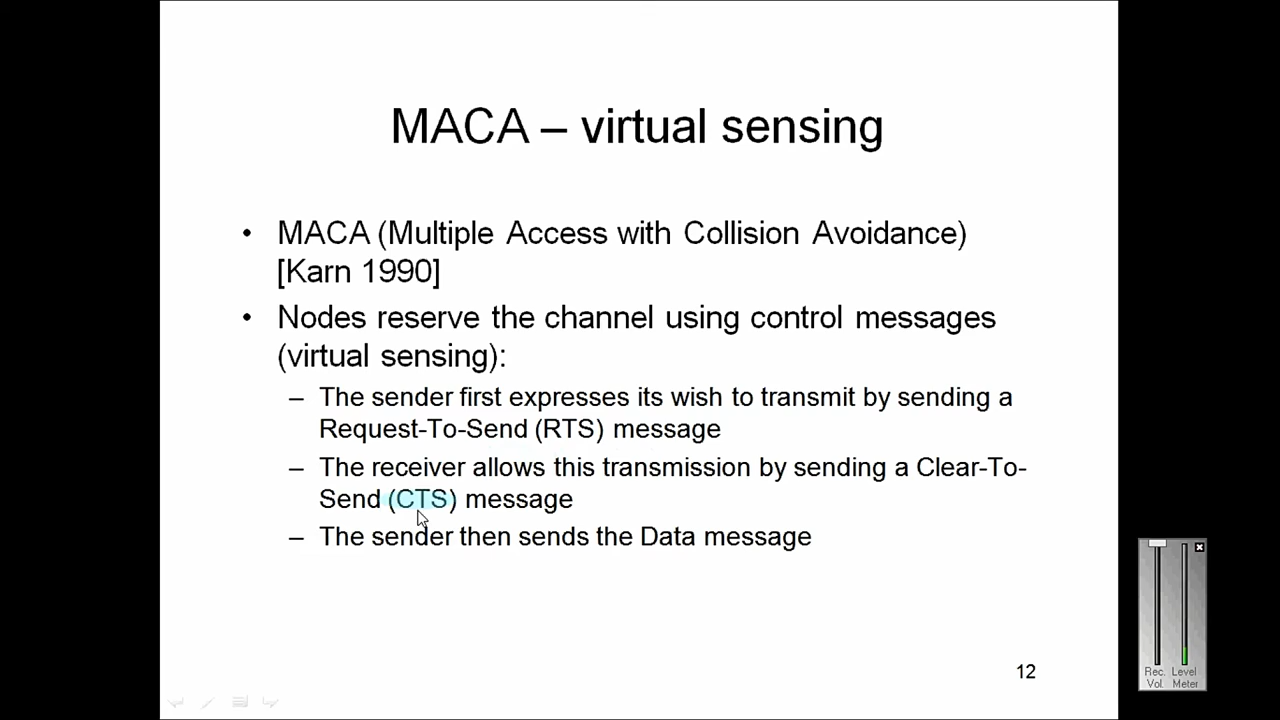 MACA – virtual sensing
• MACA (Multiple Access with Collision Avoidance)
[Karn 1990]
• Nodes reserve the channel using control messages
(virtual sensing):
– The sender first expresses its wish to transmit by sending a
Request-To-Send (RTS) message
– The receiver allows this transmission by sending a Clear-To-
Send (CTS) message
– The sender then sends the Data message
12
Rec. Level
Vol. Meter